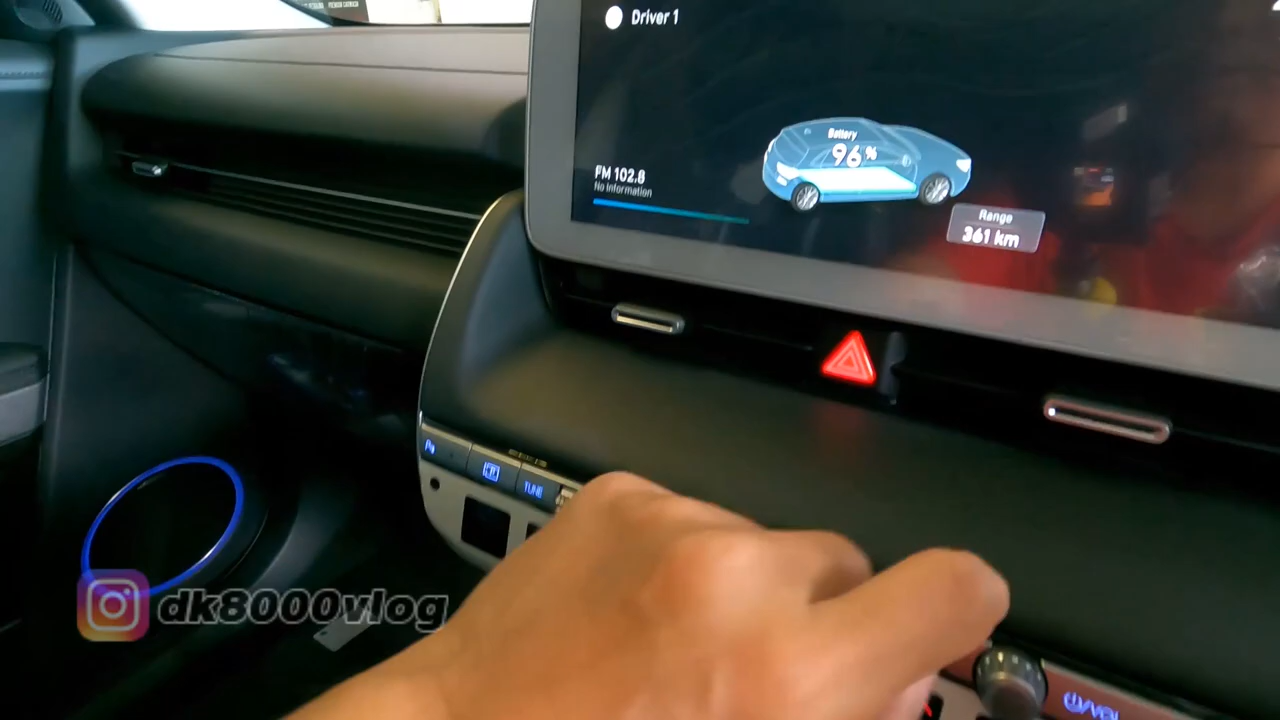 Driver 1
Battery
96 %
FM 102.8
No Information
Range
361 km
TUNE
dk8000vlog